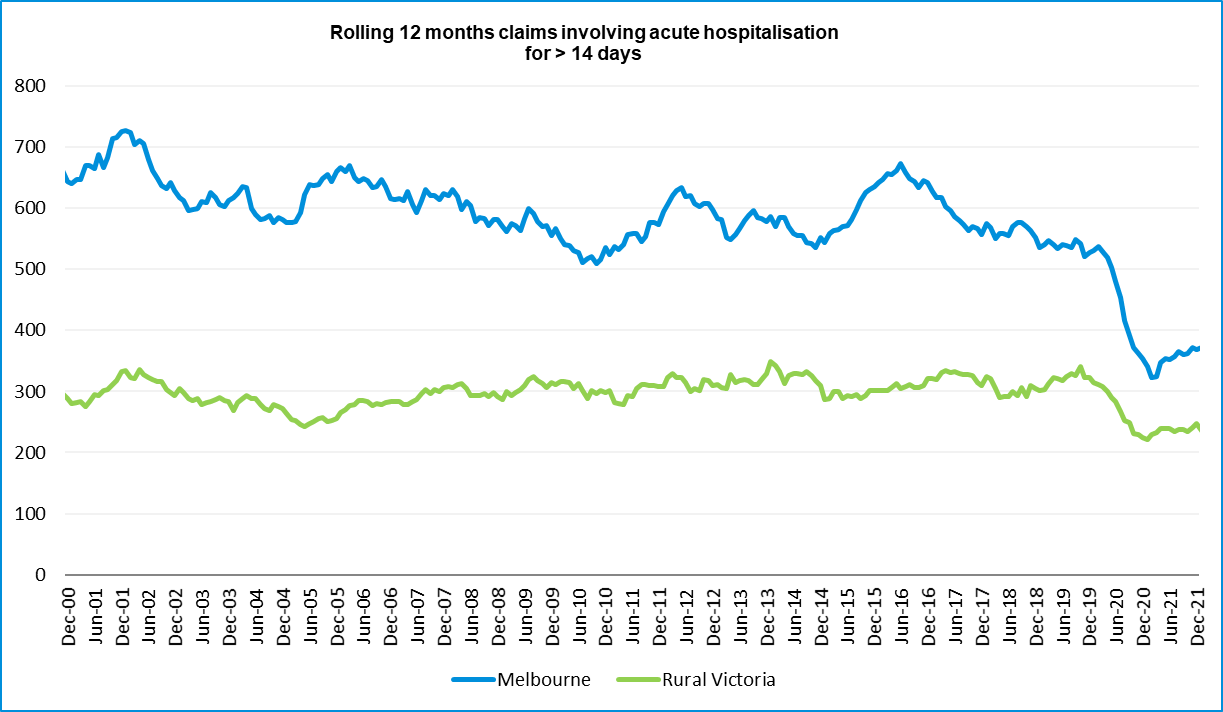 Rolling 12 months claims involving acute hospitalisation
for > 14 days
800
700
600
500
400
300
200
100
0
Dec-00
Jun-01
Dec-01
Jun-02
Dec-02
Jun-03
Dec-03
Jun-04
Dec-04
Jun-05
Dec-05
Jun-06
Dec-06
Jun-07
Dec-07
Jun-08
Dec-08
Jun-09
Dec-09
Jun-10
Dec-10
Jun-11
Dec-11
Jun-12
Dec-12
Jun-13
Dec-13
Jun-14
Dec-14
Jun-15
Dec-15
Jun-16
Dec-16
Jun-17
Dec-17
Jun-18
Dec-18
Jun-19
Dec-19
Jun-20
Dec-20
Jun-21
Dec-21
Melbourne
Rural Victoria